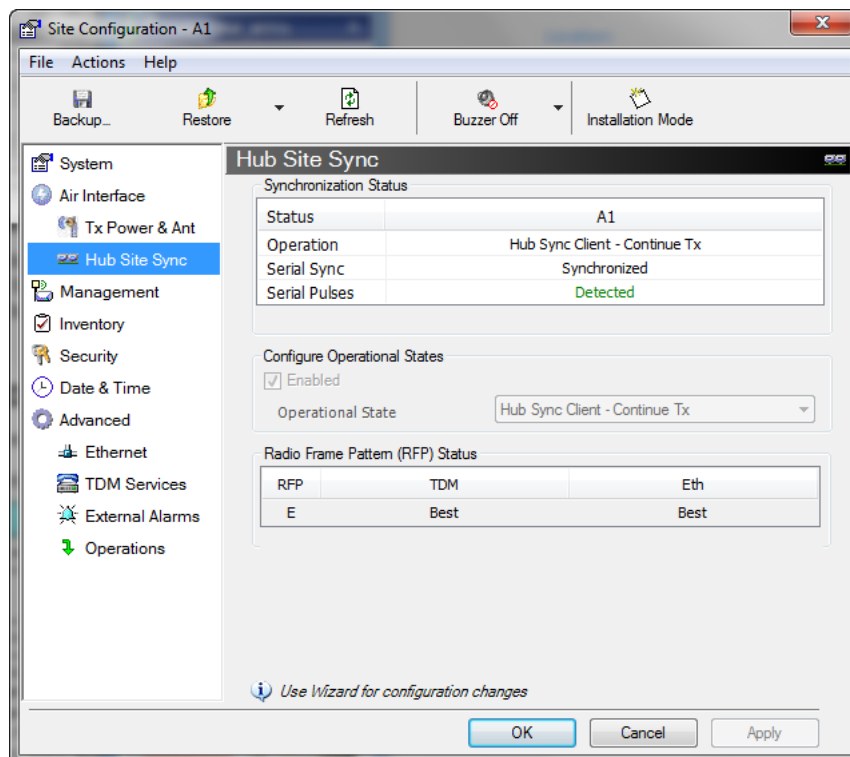 Site Configuration - A1
File Actions Help
Backup... Restore Refresh Buzzer Off Installation Mode
System
Air Interface
Tx Power & Ant
Hub Site Sync
Management
Inventory
Security
Date & Time
Advanced
Ethernet
TDM Services
External Alarms
Operations
Hub Site Sync
Synchronization Status
Status A1
Operation Hub Sync Client - Continue Tx
Serial Sync Synchronized
Serial Pulses Detected
Configure Operational States
Enabled
Operational State Hub Sync Client - Continue Tx
Radio Frame Pattern (RFP) Status
RFP TDM Eth
E Best Best
Use Wizard for configuration changes
OK Cancel Apply